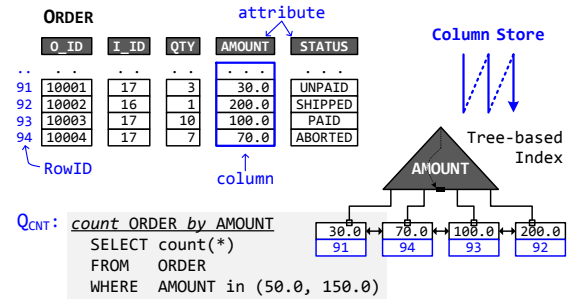 ORDER
attribute
O_ID I_ID QTY AMOUNT STATUS
.. . . . . . . . . . . . . .
91 10001 17 3 30.0 UNPAID
92 10002 16 1 200.0 SHIPPED
93 10003 17 10 100.0 PAID
94 10004 17 7 70.0 ABORTED
RowID
column
Column Store
Tree-based
Index
AMOUNT
30.0 70.0 100.0 200.0
91 94 93 92
QCNT: count ORDER by AMOUNT
SELECT count(*)
FROM ORDER
WHERE AMOUNT in (50.0, 150.0)